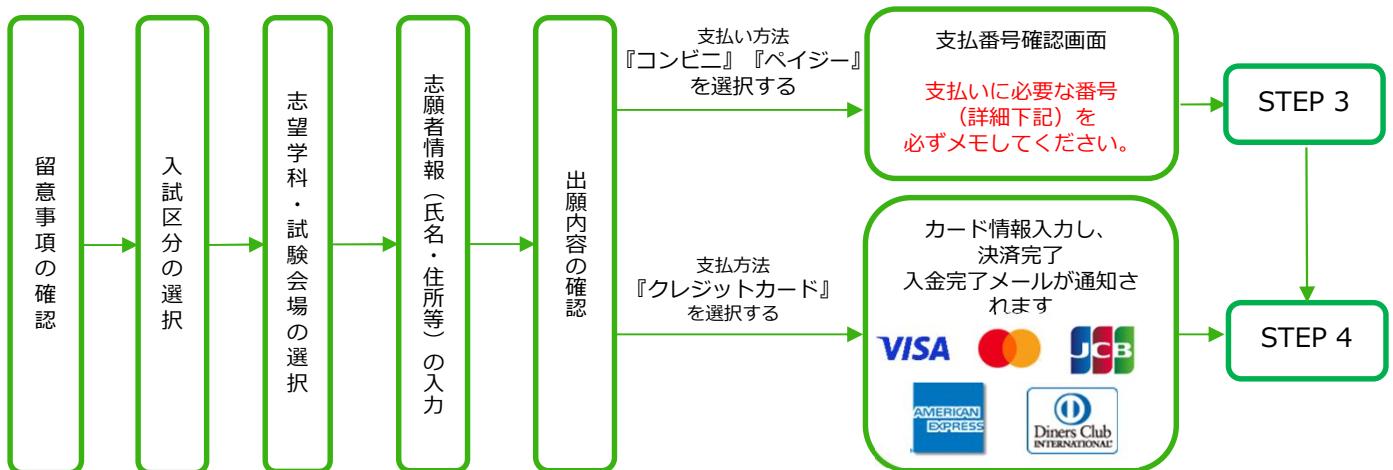 留意事項の確認
入試区分の選択
志望学科・試験会場の選択
志願者情報（氏名・住所等）の入力
出願内容の確認
支払い方法
『コンビニ』『ペイジー』
を選択する
支払番号確認画面
支払いに必要な番号
（詳細下記）を
必ずメモしてください。
STEP 3
支払方法
『クレジットカード』
を選択する
カード情報入力し、
決済完了
入金完了メールが通知さ
れます
VISA
JCB
AMERICAN
EXPRESS
Diners Club
INTERNATIONAL
STEP 4